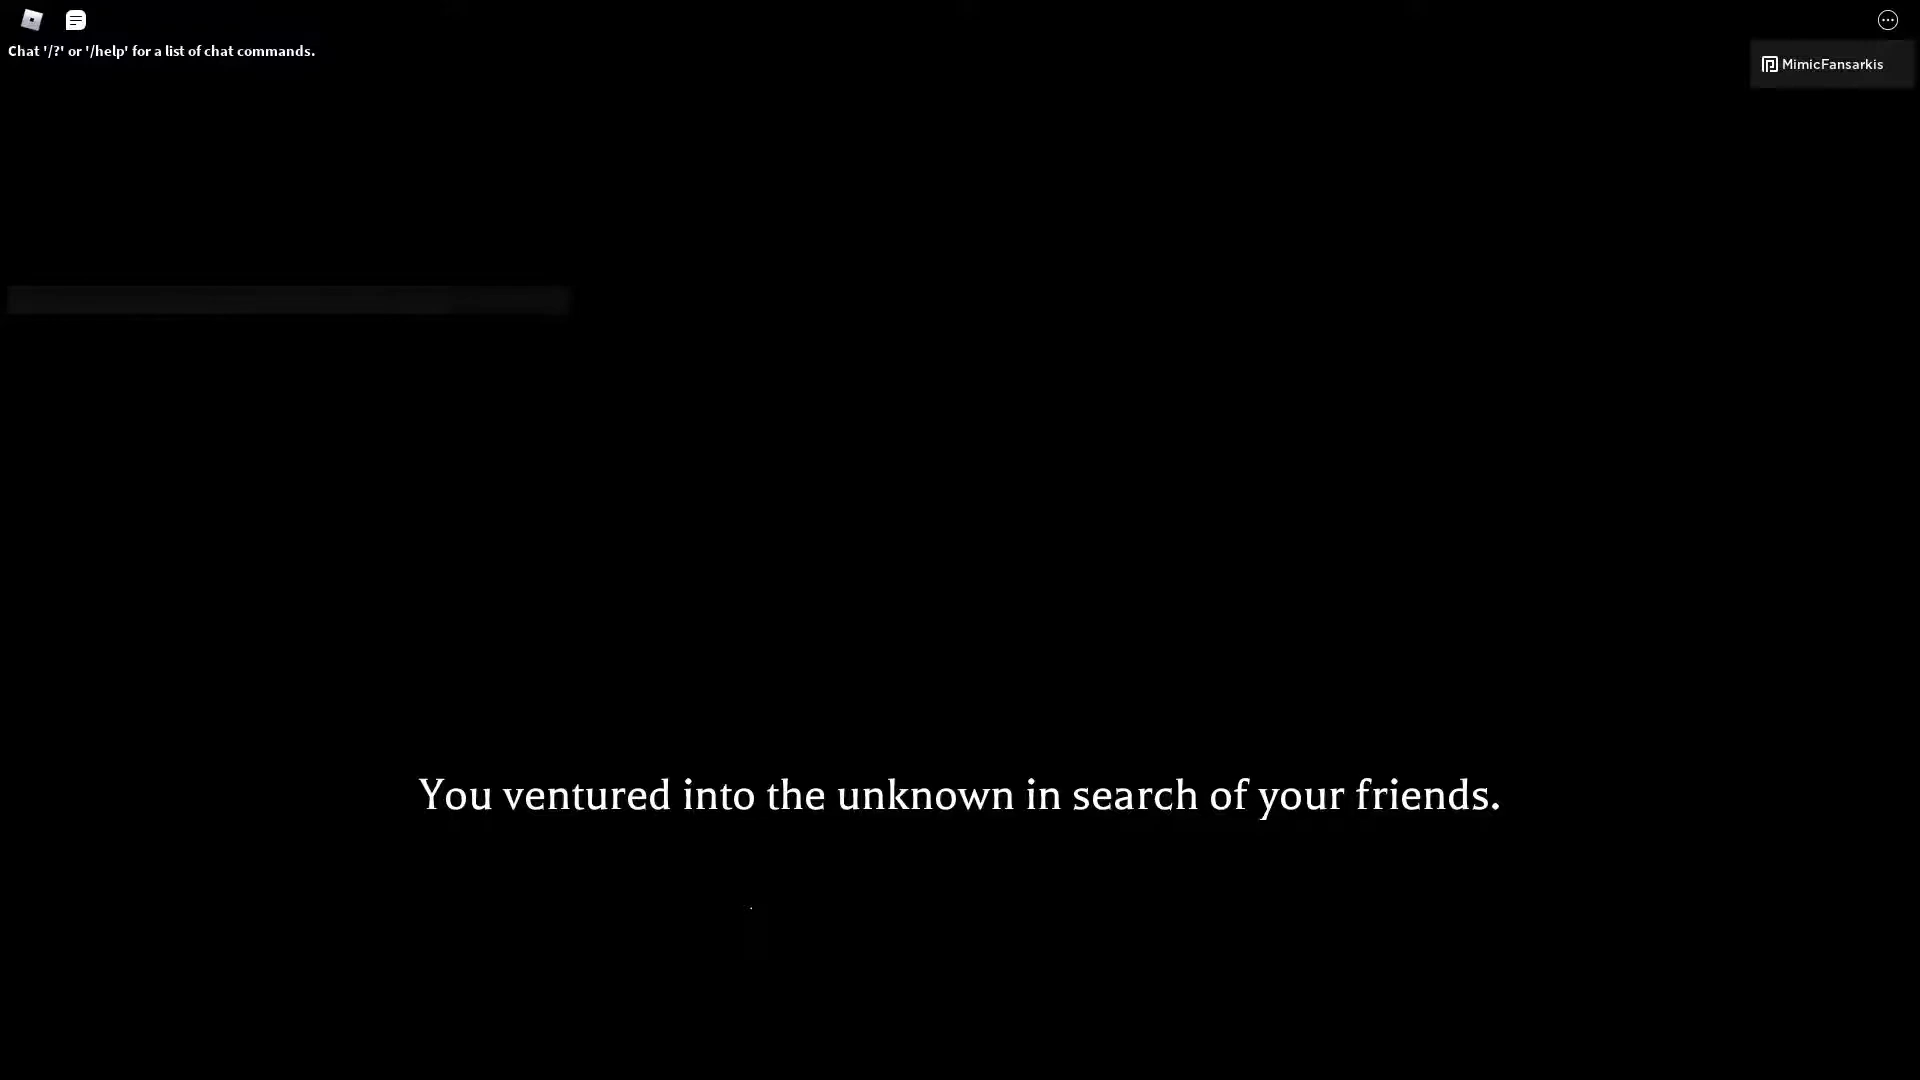 Chat '/?' or '/help' for a list of chat commands.
MimicFansarkis
You ventured into the unknown in search of your friends.